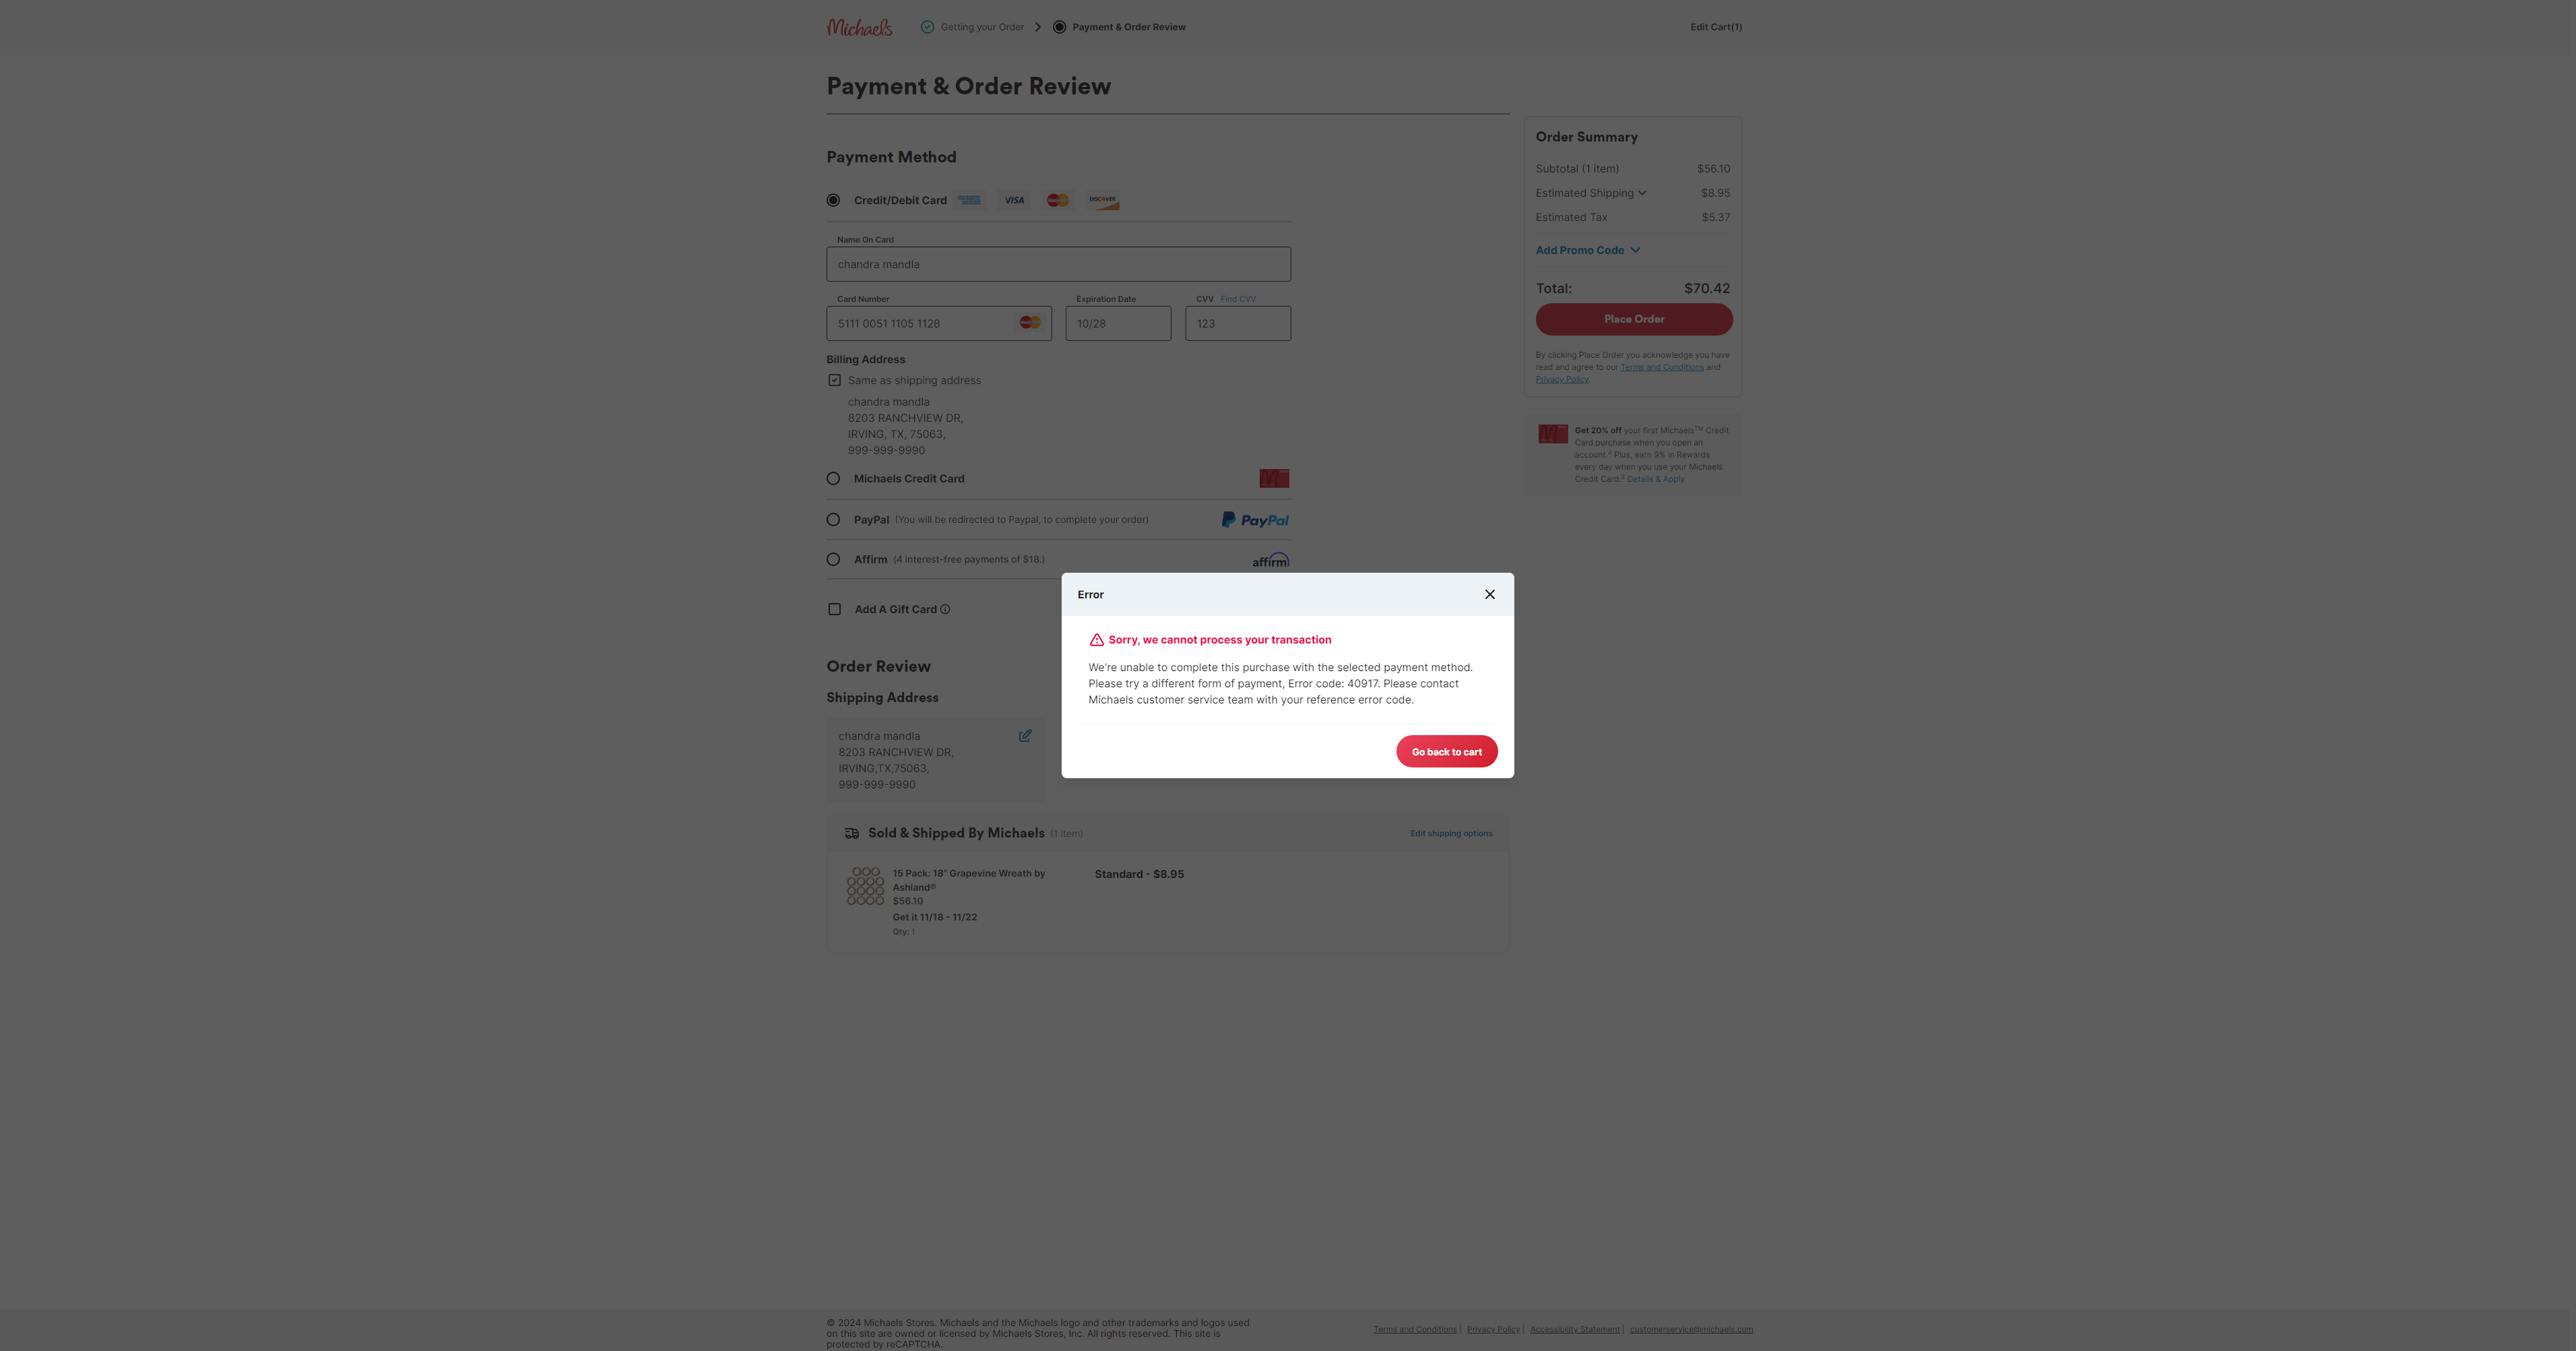 Michaels
Getting your Order
Payment & Order Review
Edit Cart(1)
Payment & Order Review
Payment Method
Credit/Debit Card
VISA
DISCOVER
Name On Card
chandra mandla
Card Number
Expiration Date
CVV Find CVV
5111 0051 1105 1128
10/28
123
Billing Address
Same as shipping address
chandra mandla
8203 RANCHVIEW DR,
IRVING, TX, 75063,
999-999-9990
Michaels Credit Card
PayPal (You will be redirected to Paypal, to complete your order)
PayPal
Affirm (4 interest-free payments of $18.)
affirm
Add A Gift Card
Order Review
Shipping Address
chandra mandla
8203 RANCHVIEW DR,
IRVING,TX,75063,
999-999-9990
Sold & Shipped By Michaels (1 item)
Edit shipping options
15 Pack: 18" Grapevine Wreath by
Ashland®
$56.10
Get it 11/18 - 11/22
Qty: 1
Standard - $8.95
Order Summary
Subtotal (1 item) $56.10
Estimated Shipping $8.95
Estimated Tax $5.37
Add Promo Code
Total: $70.42
Place Order
By clicking Place Order you acknowledge you have
read and agree to our Terms and Conditions and
Privacy Policy.
Get 20% off your first Michaels™ Credit
Card purchase when you open an
account.⁴ Plus, earn 9% in Rewards
every day when you use your Michaels
Credit Card.² Details & Apply
Error
Sorry, we cannot process your transaction
We're unable to complete this purchase with the selected payment method.
Please try a different form of payment, Error code: 40917. Please contact
Michaels customer service team with your reference error code.
Go back to cart
© 2024 Michaels Stores. Michaels and the Michaels logo and other trademarks and logos used
on this site are owned or licensed by Michaels Stores, Inc. All rights reserved. This site is
protected by reCAPTCHA.
Terms and Conditions | Privacy Policy | Accessibility Statement | customerservice@michaels.com